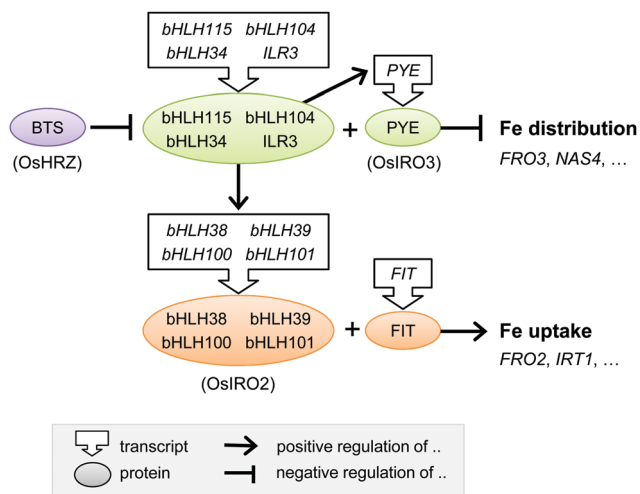 bHLH115 bHLH104
bHLH34 ILR3
PYE
BTS
bHLH115 bHLH104
bHLH34 ILR3
+
PYE
Fe distribution
(OsHRZ)
(OsIRO3)
FRO3, NAS4, …
bHLH38 bHLH39
bHLH100 bHLH101
FIT
bHLH38 bHLH39
bHLH100 bHLH101
+
FIT
Fe uptake
(OsIRO2)
FRO2, IRT1, …
transcript
positive regulation of ..
protein
negative regulation of ..